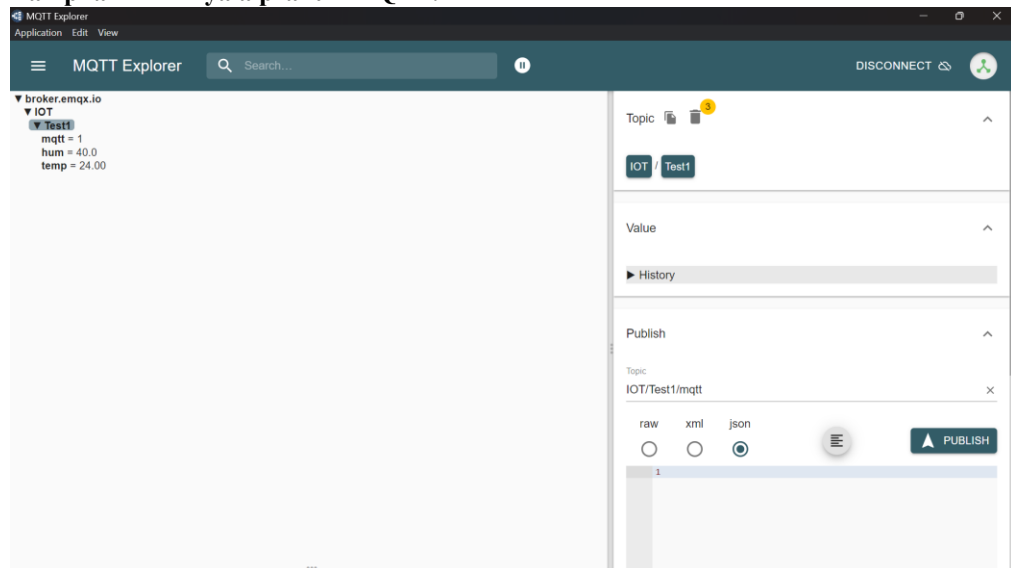 MQTT Explorer
Application Edit View
MQTT Explorer
Search...
DISCONNECT
▼ broker.emqx.io
▼ IOT
▼ Test1
mqtt = 1
hum = 40.0
temp = 24.00
Topic
3
IOT / Test1
Value
▶ History
Publish
Topic
IOT/Test1/mqtt
raw xml json
PUBLISH
1